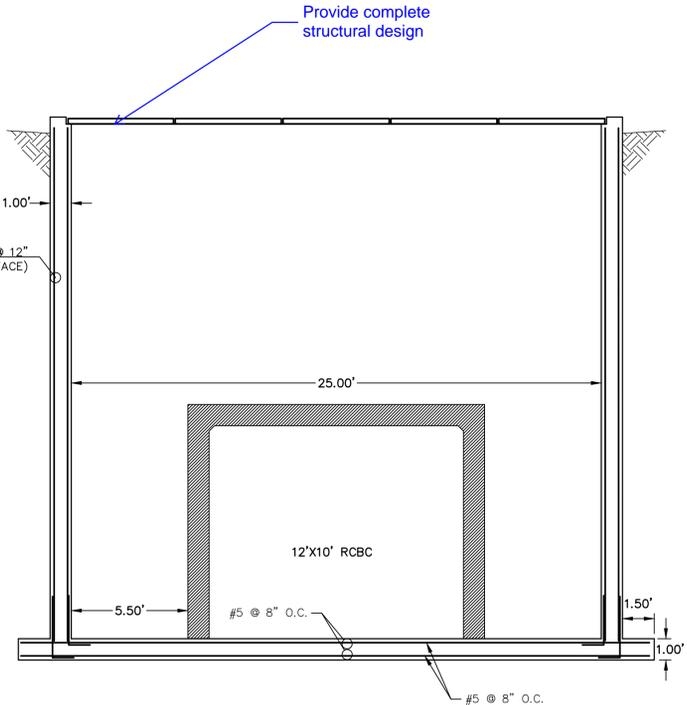 Provide complete
structural design
1.00'
@ 12"
ACE)
25.00'
12'X10' RCBC
5.50'
#5 @ 8" O.C.
1.50'
1.00'
#5 @ 8" O.C.